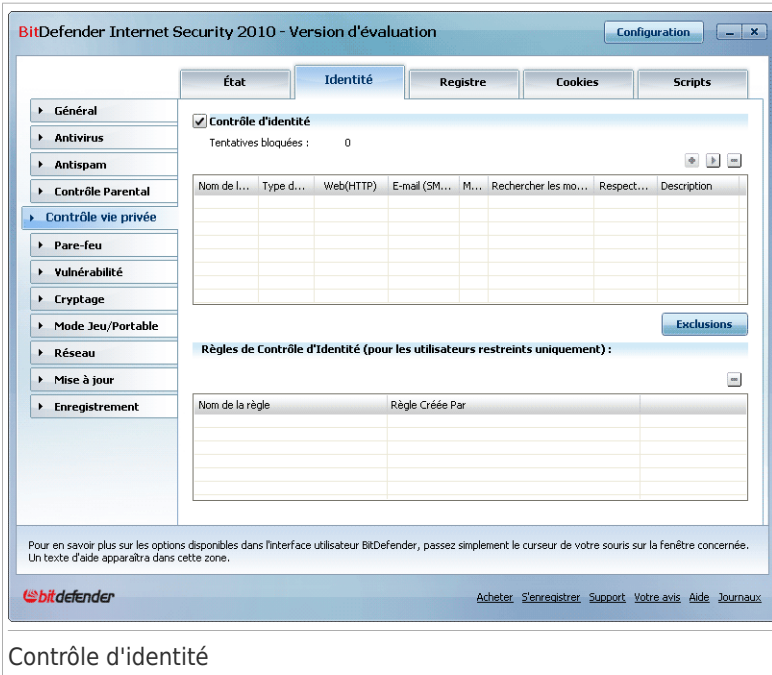 BitDefender Internet Security 2010 - Version d'évaluation
Configuration
État
Identité
Registre
Cookies
Scripts
Général
Antivirus
Antispam
Contrôle Parental
Contrôle vie privée
Pare-feu
Vulnérabilité
Cryptage
Mode Jeu/Portable
Réseau
Mise à jour
Enregistrement
Contrôle d'identité
Tentatives bloquées : 0
Nom de l... Type d... Web(HTTP) E-mail (SM... M... Rechercher les mo... Respect... Description
Exclusions
Règles de Contrôle d'Identité (pour les utilisateurs restreints uniquement) :
Nom de la règle Règle Créée Par
Pour en savoir plus sur les options disponibles dans l'interface utilisateur BitDefender, passez simplement le curseur de votre souris sur la fenêtre concernée.
Un texte d'aide apparaîtra dans cette zone.
bitdefender
Acheter S'enregistrer Support Votre avis Aide Journaux
Contrôle d'identité